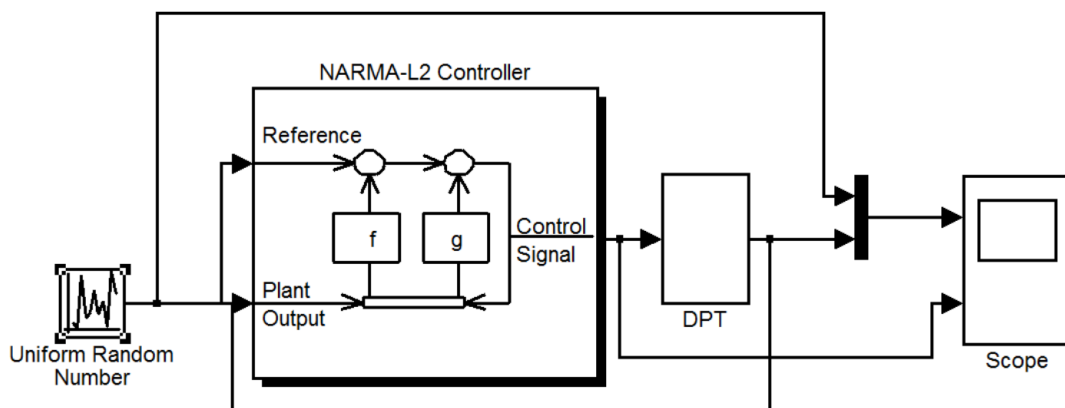 NARMA-L2 Controller
Reference
f
g
Control
Signal
Plant
Output
DPT
Uniform Random
Number
Scope